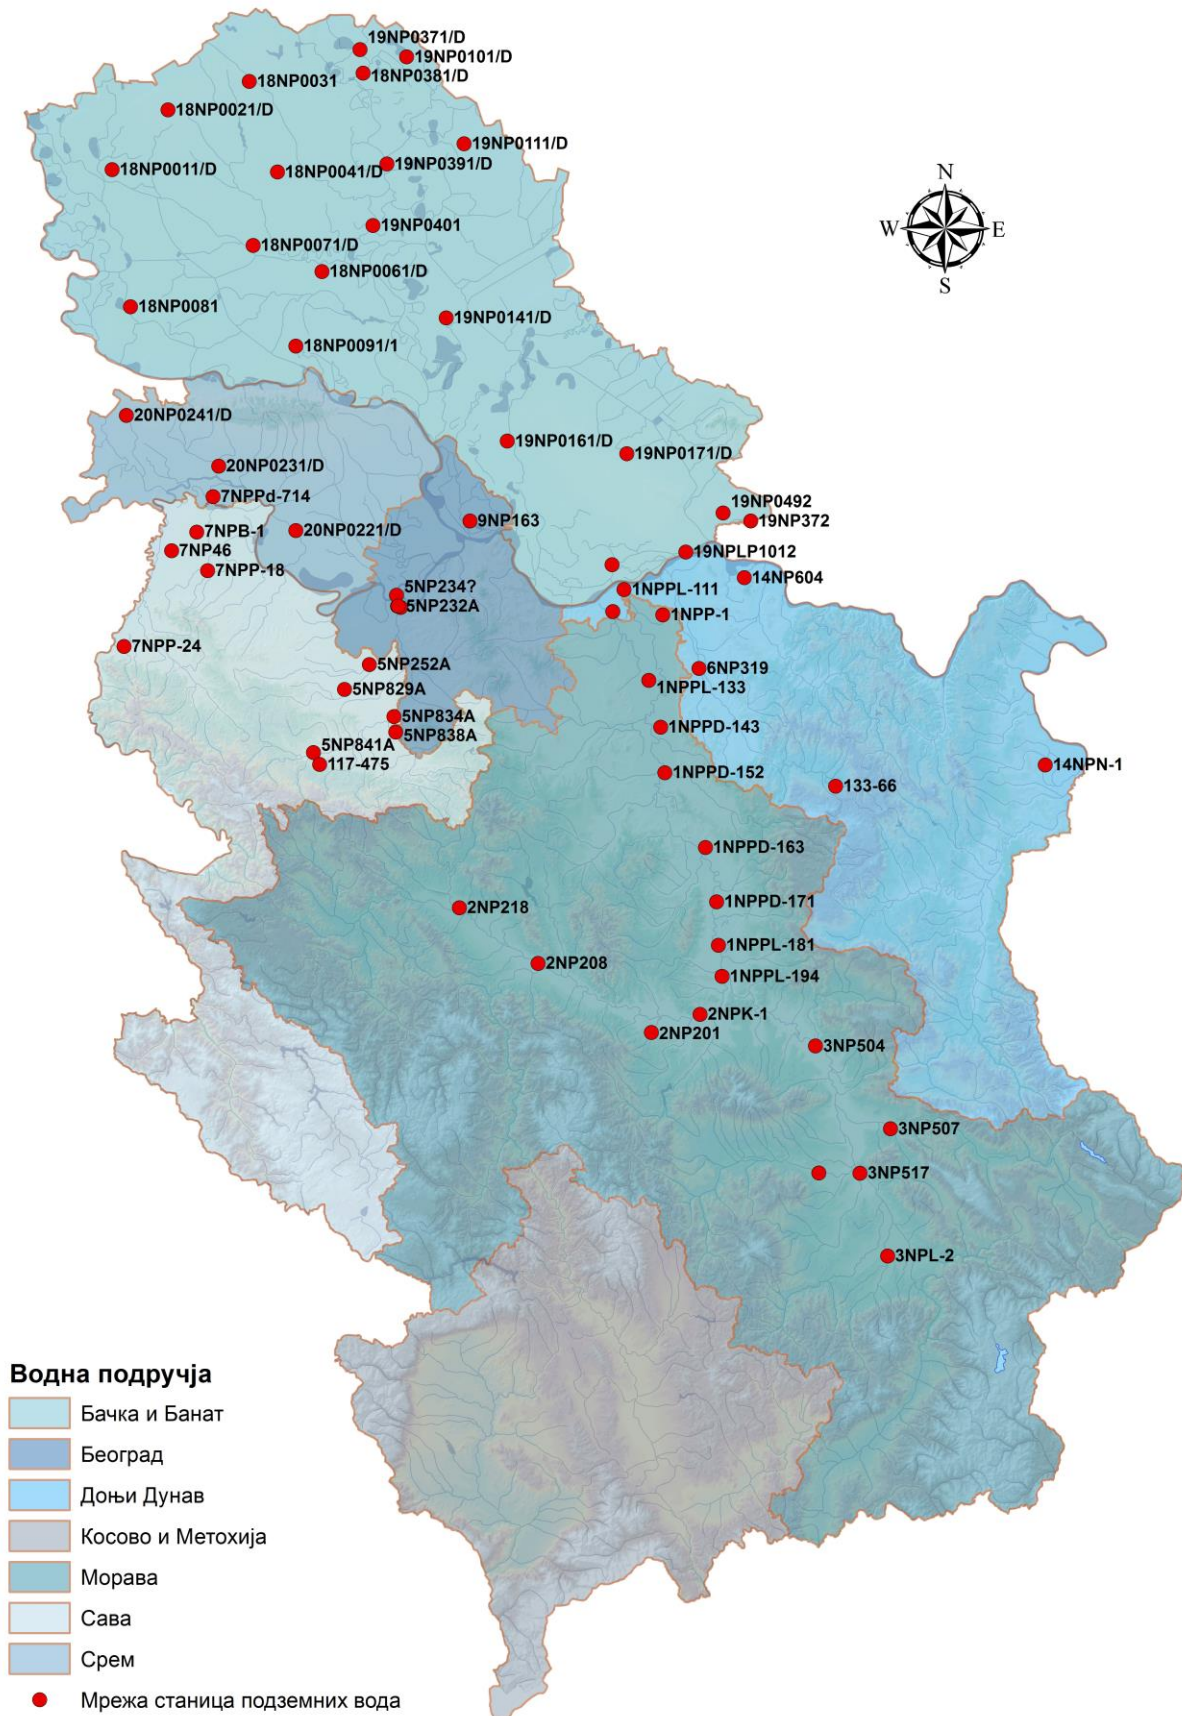 19NP0371/D
19NP0101/D
18NP0381/D
18NP0031
18NP0021/D
19NP0111/D
19NP0391/D
18NP0011/D
18NP0041/D
N
W
E
S
19NP0401
18NP0071/D
18NP0061/D
18NP0081
19NP0141/D
18NP0091/1
20NP0241/D
19NP0161/D
19NP0171/D
20NP0231/D
7NPPd-714
19NP0492
19NP372
9NP163
7NPB-1
20NP0221/D
7NP46
19NPLP1012
7NPP-18
14NP604
5NP234?
1NPPL-111
5NP232A
1NPP-1
7NPP-24
5NP252A
6NP319
1NPPL-133
5NP829A
5NP834A
1NPPD-143
5NP838A
5NP841A
117-475
1NPPD-152
14NPN-1
133-66
1NPPD-163
1NPPD-171
2NP218
1NPPL-181
2NP208
1NPPL-194
2NPK-1
2NP201
3NP504
3NP507
3NP517
3NPL-2
Водна подручја
Бачка и Банат
Београд
Доњи Дунав
Косово и Метохија
Морава
Сава
Срем
Мрежа станица подземних вода